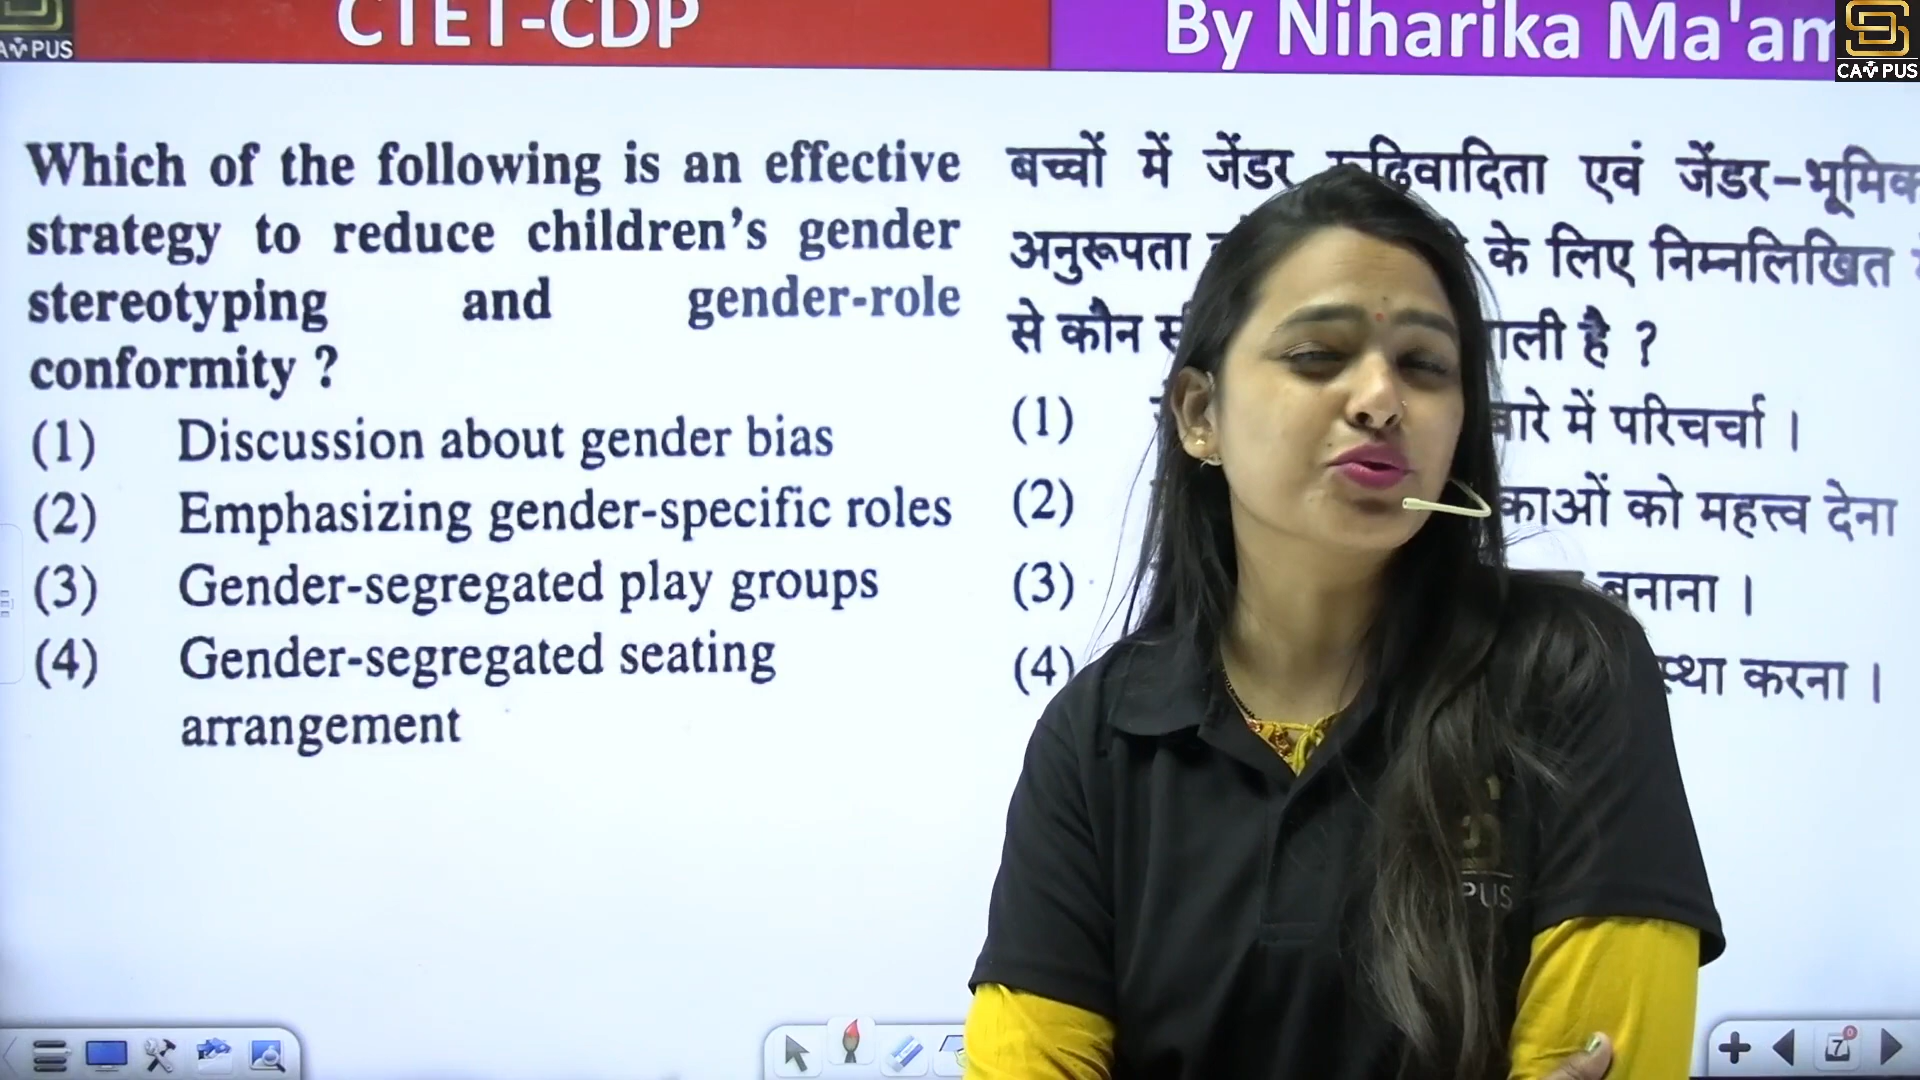 CTET-CDP
By Niharika Ma'am
CAMPUS
CAMPUS
Which of the following is an effective
strategy to reduce children's gender
stereotyping and gender-role
conformity ?
(1) Discussion about gender bias
(2) Emphasizing gender-specific roles
(3) Gender-segregated play groups
(4) Gender-segregated seating
arrangement
बच्चों में जेंडर एवं
अनुरूपता के लिए निम्नलिखित
से कौन है ?
(1) बारे में परिचर्चा ।
(2) को महत्त्व देना
(3) बनाना ।
(4) करना ।
PUS
7